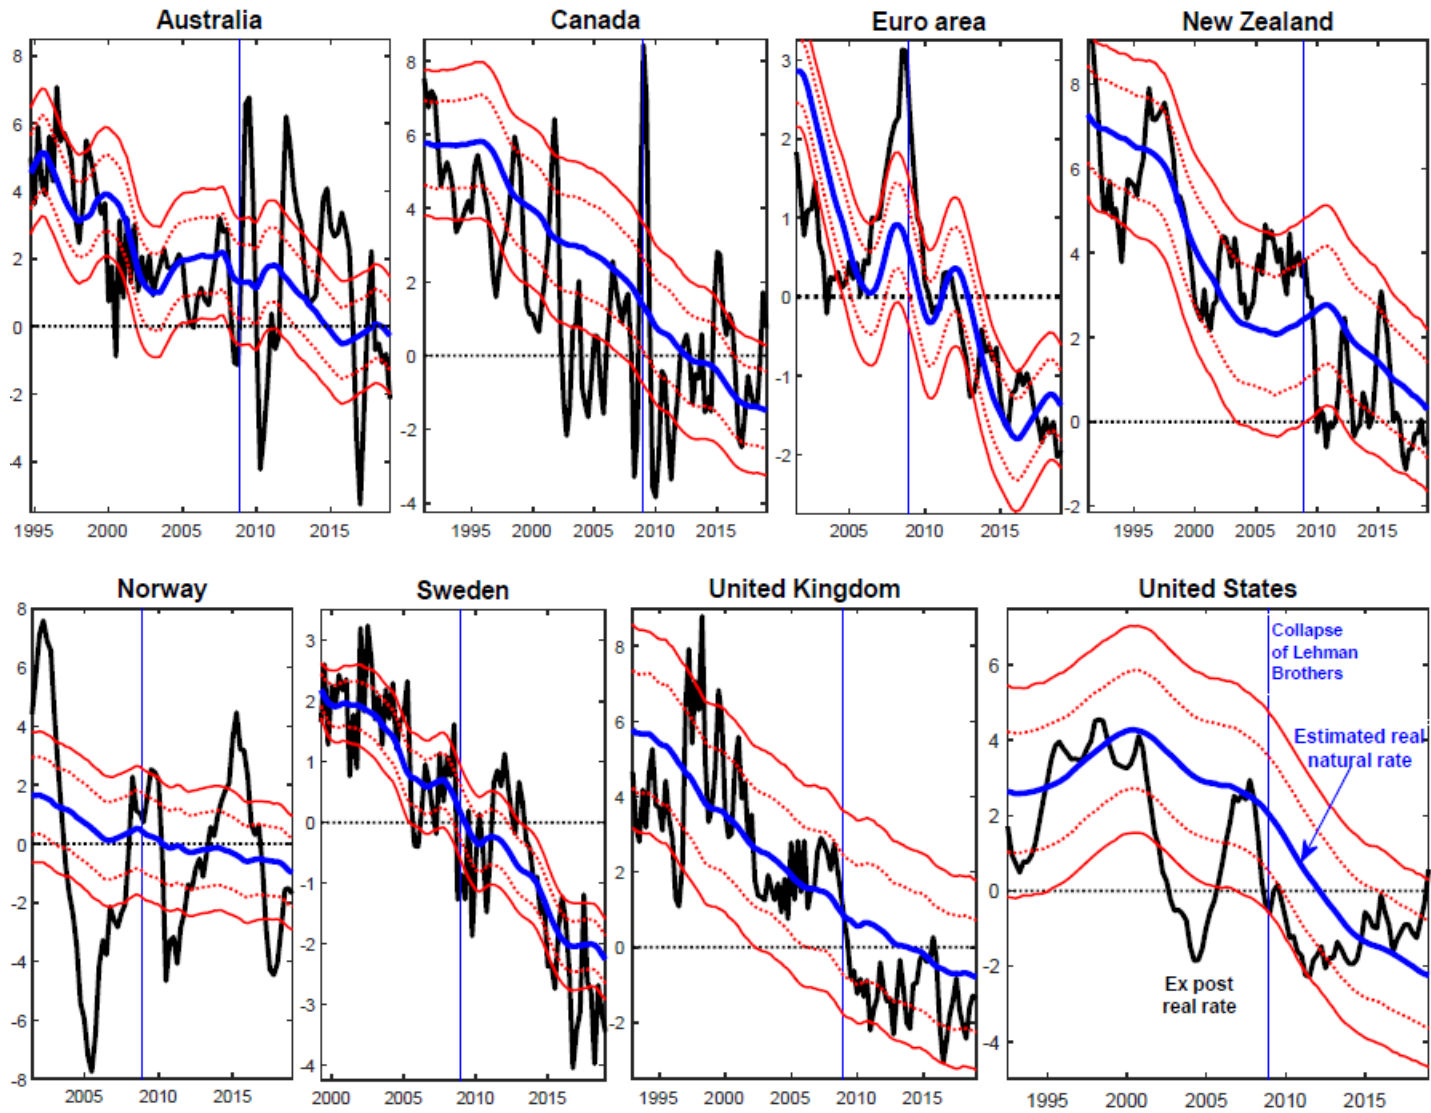 Australia
Canada
Euro area
New Zealand
8
6
4
2
0
-2
-4
1995 2000 2005 2010 2015
8
6
4
2
0
-2
-4
1995 2000 2005 2010 2015
3
2
1
0
-1
-2
2005 2010 2015
8
6
4
2
0
-2
1995 2000 2005 2010 2015
Norway
Sweden
United Kingdom
United States
8
6
4
2
0
-2
-4
-6
-8
2005 2010 2015
3
2
1
0
-1
-2
-3
-4
2000 2005 2010 2015
8
6
4
2
0
-2
1995 2000 2005 2010 2015
6
4
2
0
-2
-4
Collapse
of Lehman
Brothers
Estimated real
natural rate
Ex post
real rate
1995 2000 2005 2010 2015